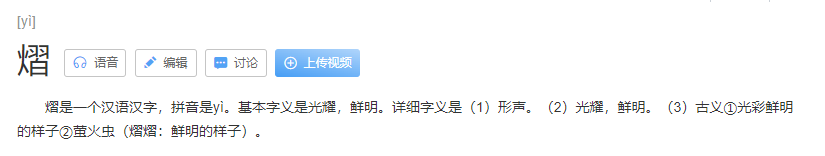 [yì]
熠 语音 编辑 讨论 上传视频
熠是一个汉语汉字，拼音是yì。基本字义是光耀，鲜明。详细字义是（1）形声。（2）光耀，鲜明。（3）古义①光彩鲜明
的样子②萤火虫（熠熠：鲜明的样子）。